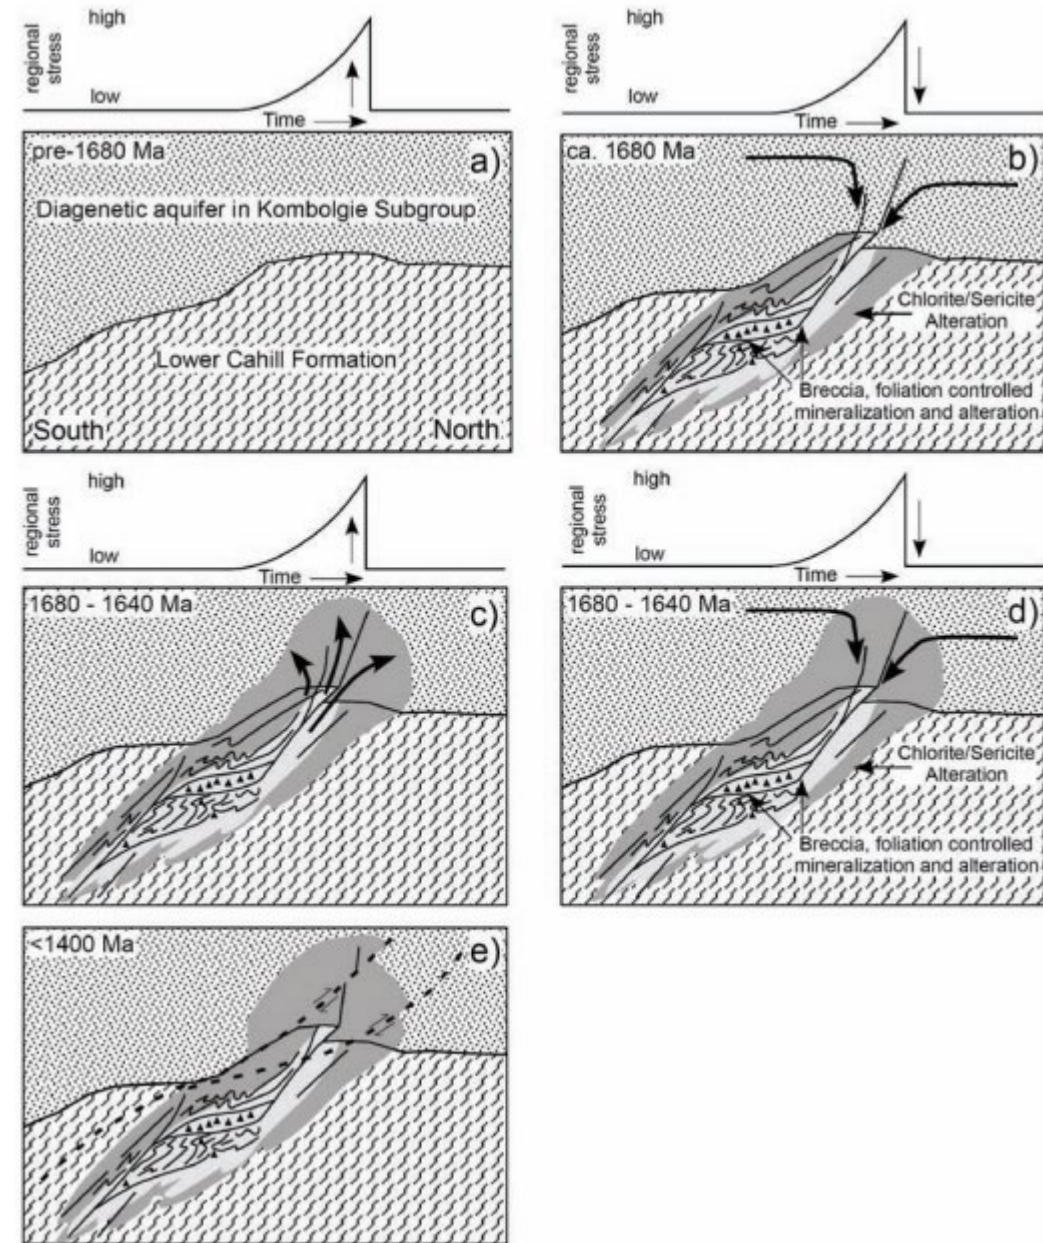 regional
stress
high
low
Time
pre-1680 Ma
a)
Diagenetic aquifer in Kombolgie Subgroup
Lower Cahill Formation
South
North
regional
stress
high
low
Time
ca. 1680 Ma
b)
Chlorite/Sericite
Alteration
Breccia, foliation controlled
mineralization and alteration
regional
stress
high
low
Time
1680 - 1640 Ma
c)
regional
stress
high
low
Time
1680 - 1640 Ma
d)
Chlorite/Sericite
Alteration
Breccia, foliation controlled
mineralization and alteration
<1400 Ma
e)